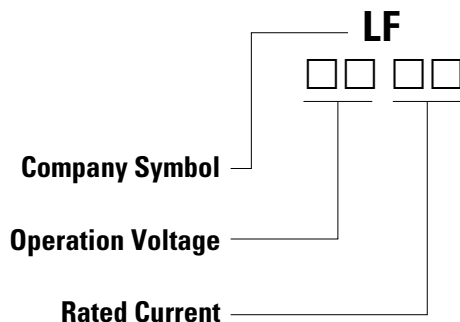 LF
□□ □□
Company Symbol
Operation Voltage
Rated Current